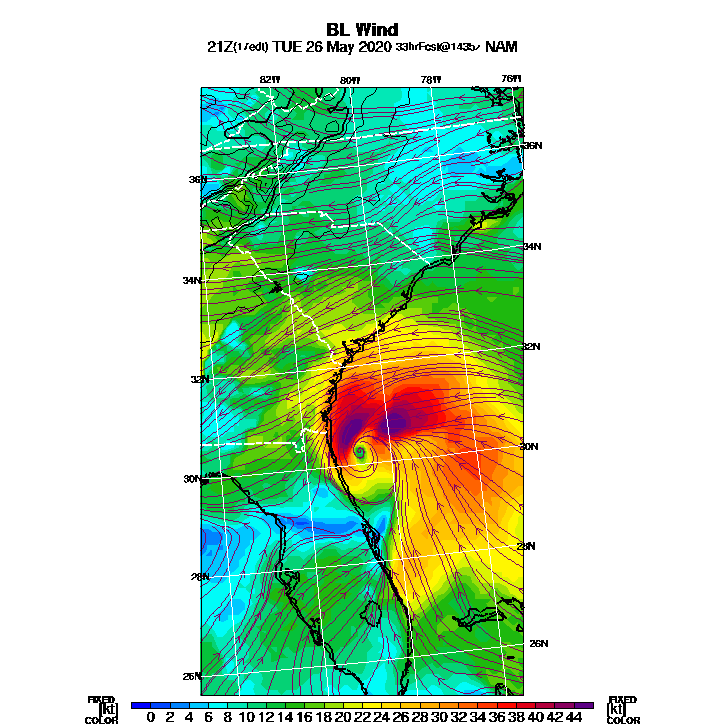 BL Wind
21Z(17edt) TUE 26 May 2020 33hrFcst@1435z NAM
82W 80W 78W 76W
36N
36N
34N
34N
32N
32N
30N
30N
28N
28N
26N
26N
FIXED FIXED
[kt] 0 2 4 6 8 10 12 14 16 18 20 22 24 26 28 30 32 34 36 38 40 42 44 [kt]
COLOR COLOR